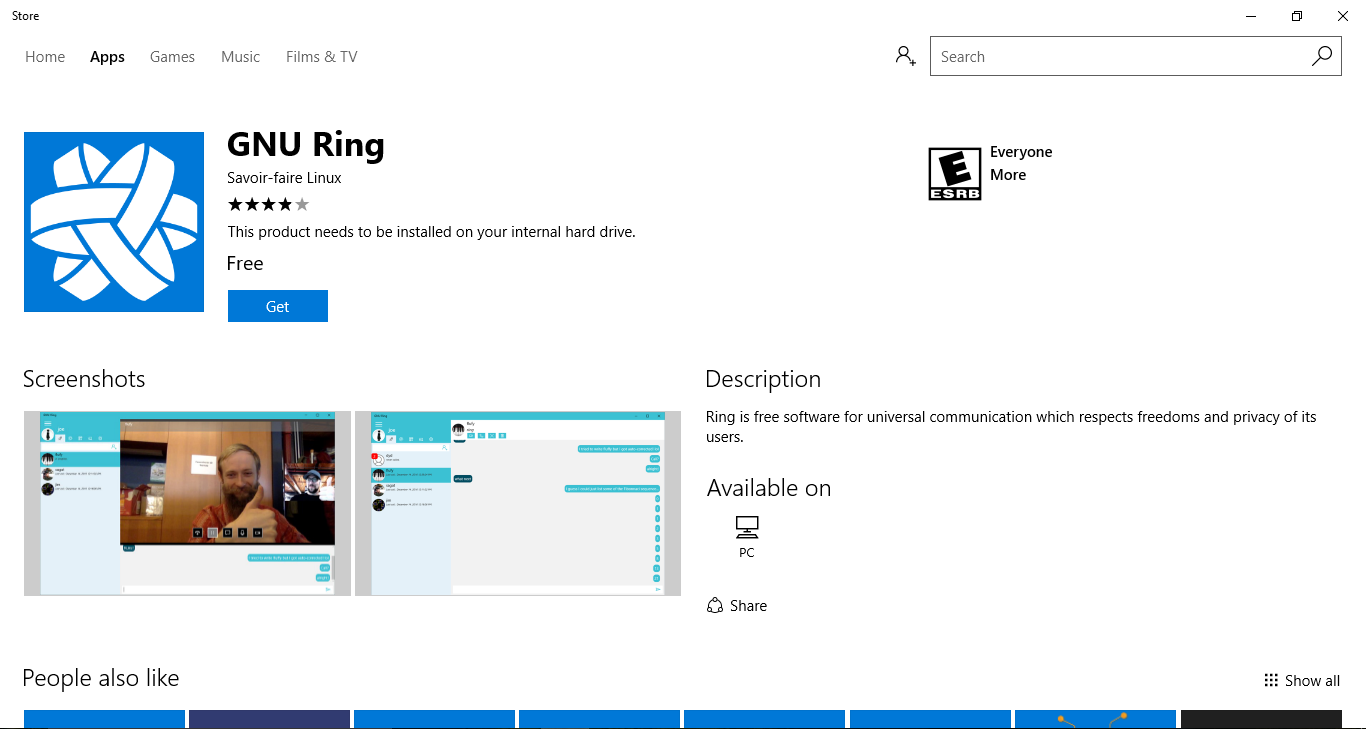 Store
Home Apps Games Music Films & TV
Search
GNU Ring
Savoir-faire Linux
This product needs to be installed on your internal hard drive.
Free
Get
E
ESRB
Everyone
More
Screenshots
Description
Ring is free software for universal communication which respects freedoms and privacy of its
users.
Available on
PC
Share
People also like
Show all